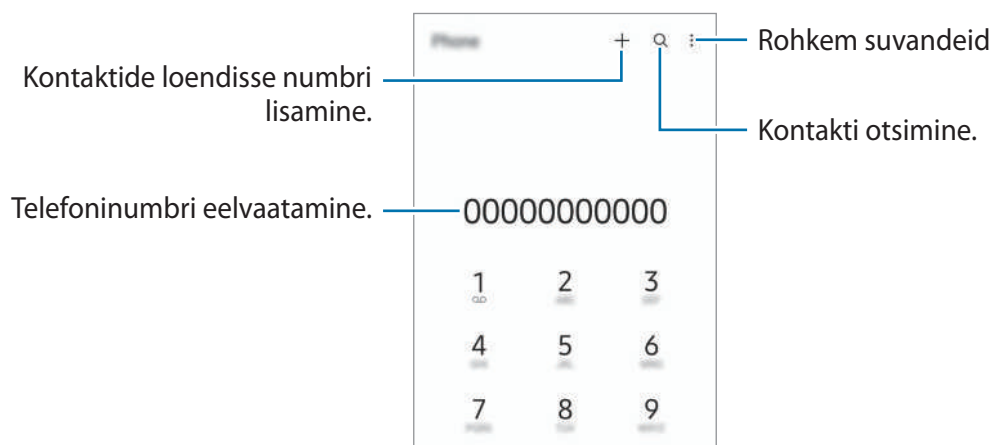 Phone
Rohkem suvandeid
Kontaktide loendisse numbri
lisamine.
Kontakti otsimine.
Telefoninumbri eelvaatamine.
00000000000
1 2 3
4 5 6
7 8 9